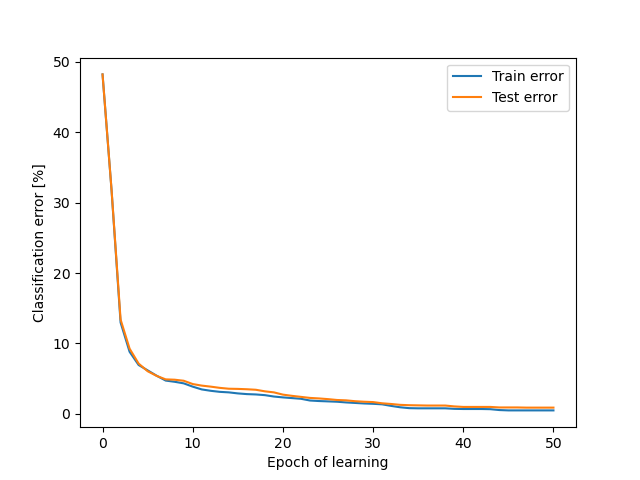 Train error
Test error
50
40
30
20
10
0
Classification error [%]
0 10 20 30 40 50
Epoch of learning